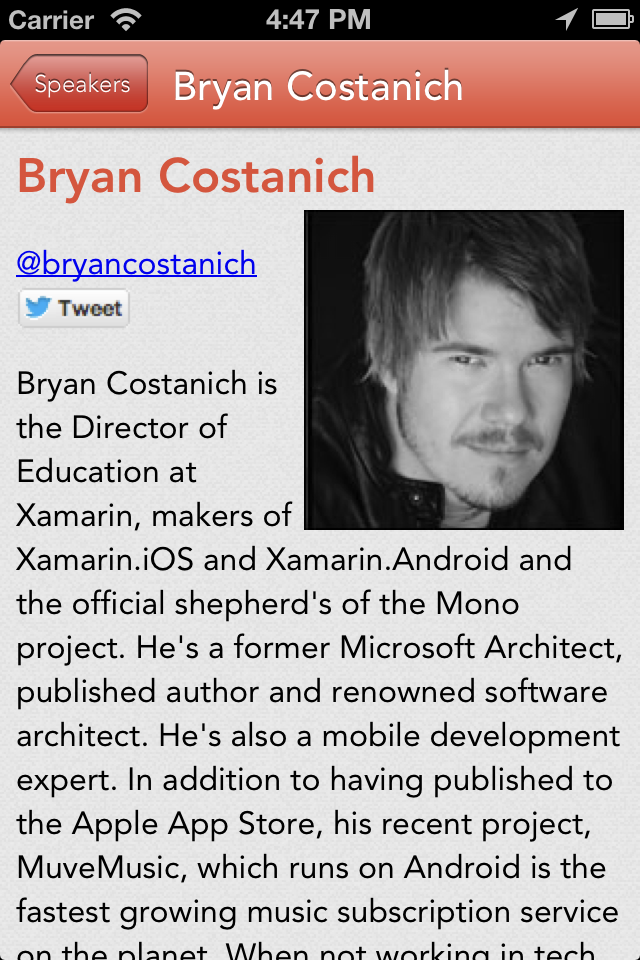 Carrier 4:47 PM
Speakers Bryan Costanich
Bryan Costanich
@bryancostanich
Tweet
Bryan Costanich is
the Director of
Education at
Xamarin, makers of
Xamarin.iOS and Xamarin.Android and
the official shepherd's of the Mono
project. He's a former Microsoft Architect,
published author and renowned software
architect. He's also a mobile development
expert. In addition to having published to
the Apple App Store, his recent project,
MuveMusic, which runs on Android is the
fastest growing music subscription service
on the planet. When not working in tech